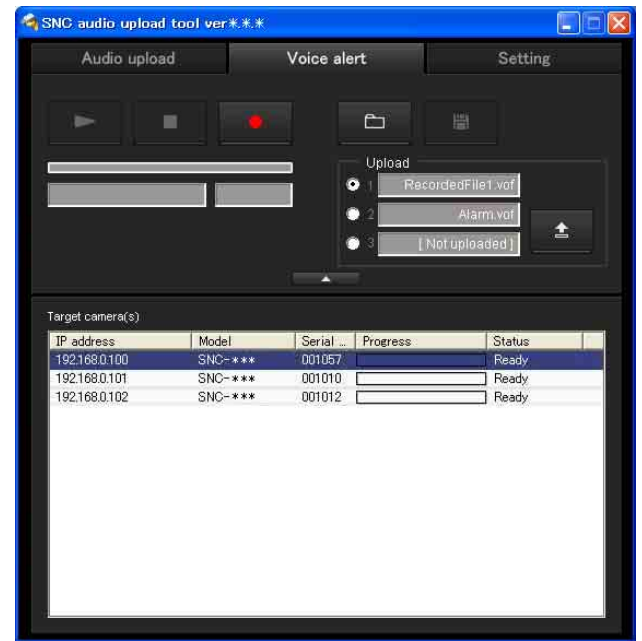 SNC audio upload tool ver*.*.*
Audio upload Voice alert Setting
Upload
1 RecordedFile1.vof
2 Alarm.vof
3 [ Not uploaded ]
Target camera(s)
IP address Model Serial ... Progress Status
192.168.0.100 SNC-*** 001057 Ready
192.168.0.101 SNC-*** 001010 Ready
192.168.0.102 SNC-*** 001012 Ready